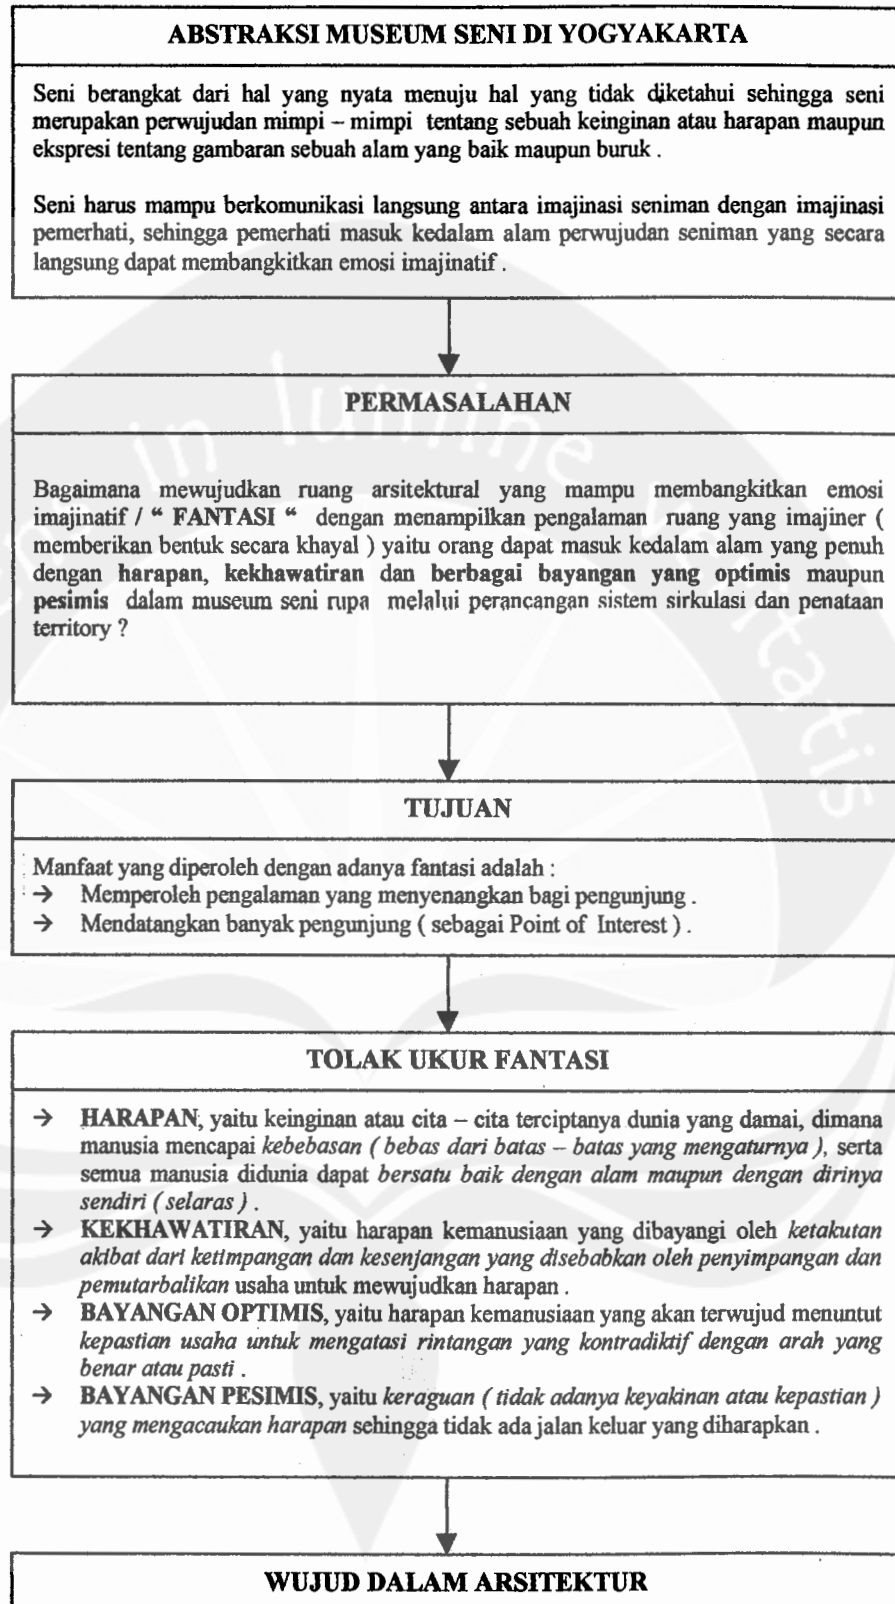 ABSTRAKSI MUSEUM SENI DI YOGYAKARTA
Seni berangkat dari hal yang nyata menuju hal yang tidak diketahui sehingga seni
merupakan perwujudan mimpi – mimpi tentang sebuah keinginan atau harapan maupun
ekspresi tentang gambaran sebuah alam yang baik maupun buruk .
Seni harus mampu berkomunikasi langsung antara imajinasi seniman dengan imajinasi
pemerhati, sehingga pemerhati masuk kedalam alam perwujudan seniman yang secara
langsung dapat membangkitkan emosi imajinatif .
PERMASALAHAN
Bagaimana mewujudkan ruang arsitektural yang mampu membangkitkan emosi
imajinatif / “ FANTASI “ dengan menampilkan pengalaman ruang yang imajiner (
memberikan bentuk secara khayal ) yaitu orang dapat masuk kedalam alam yang penuh
dengan harapan, kekhawatiran dan berbagai bayangan yang optimis maupun
pesimis dalam museum seni rupa melalui perancangan sistem sirkulasi dan penataan
territory ?
TUJUAN
Manfaat yang diperoleh dengan adanya fantasi adalah :
→ Memperoleh pengalaman yang menyenangkan bagi pengunjung .
→ Mendatangkan banyak pengunjung ( sebagai Point of Interest ) .
TOLAK UKUR FANTASI
→ HARAPAN, yaitu keinginan atau cita – cita terciptanya dunia yang damai, dimana
manusia mencapai kebebasan ( bebas dari batas – batas yang mengaturnya ), serta
semua manusia didunia dapat bersatu baik dengan alam maupun dengan dirinya
sendiri ( selaras ) .
→ KEKHAWATIRAN, yaitu harapan kemanusiaan yang dibayangi oleh ketakutan
akibat dari ketimpangan dan kesenjangan yang disebabkan oleh penyimpangan dan
pemutarbalikan usaha untuk mewujudkan harapan .
→ BAYANGAN OPTIMIS, yaitu harapan kemanusiaan yang akan terwujud menuntut
kepastian usaha untuk mengatasi rintangan yang kontradiktif dengan arah yang
benar atau pasti .
→ BAYANGAN PESIMIS, yaitu keraguan ( tidak adanya keyakinan atau kepastian )
yang mengacaukan harapan sehingga tidak ada jalan keluar yang diharapkan .
WUJUD DALAM ARSITEKTUR
in lumine veritatis